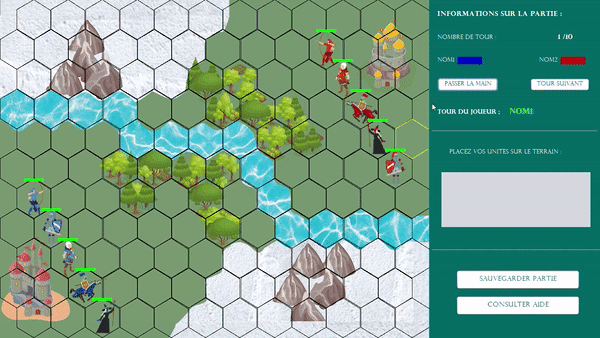 INFORMATIONS SUR LA PARTIE :
NOMBRE DE TOUR : 1 /10
NOM1: NOM2:
PASSER LA MAIN TOUR SUIVANT
TOUR DU JOUEUR : NOM1
PLACEZ VOS UNITES SUR LE TERRAIN :
SAUVEGARDER PARTIE
CONSULTER AIDE